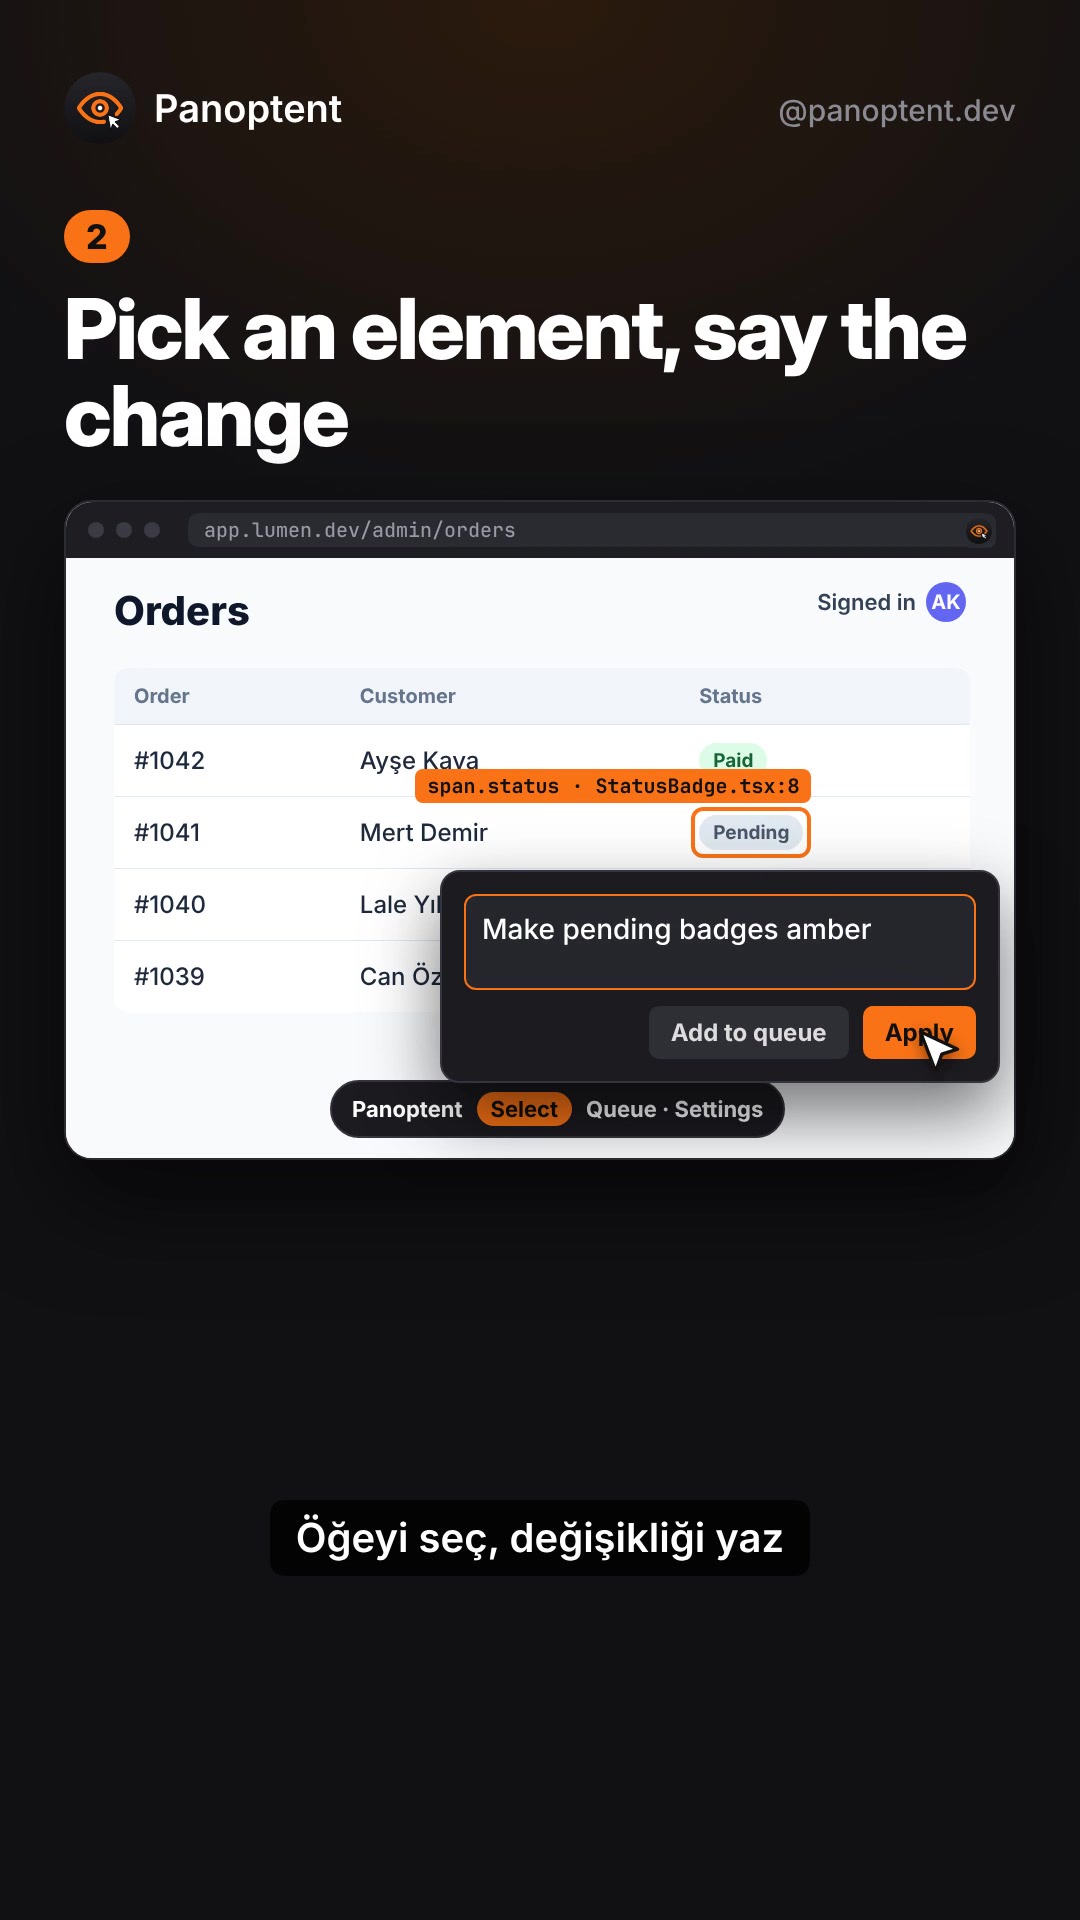 Panoptent
@panoptent.dev
2
Pick an element, say the
change
app.lumen.dev/admin/orders
Orders
Signed in AK
Order Customer Status
#1042 Ayşe Kaya Paid
span.status · StatusBadge.tsx:8
#1041 Mert Demir Pending
#1040 Lale Yıl
#1039 Can Öz
Make pending badges amber
Add to queue Apply
Panoptent Select Queue · Settings
Öğeyi seç, değişikliği yaz